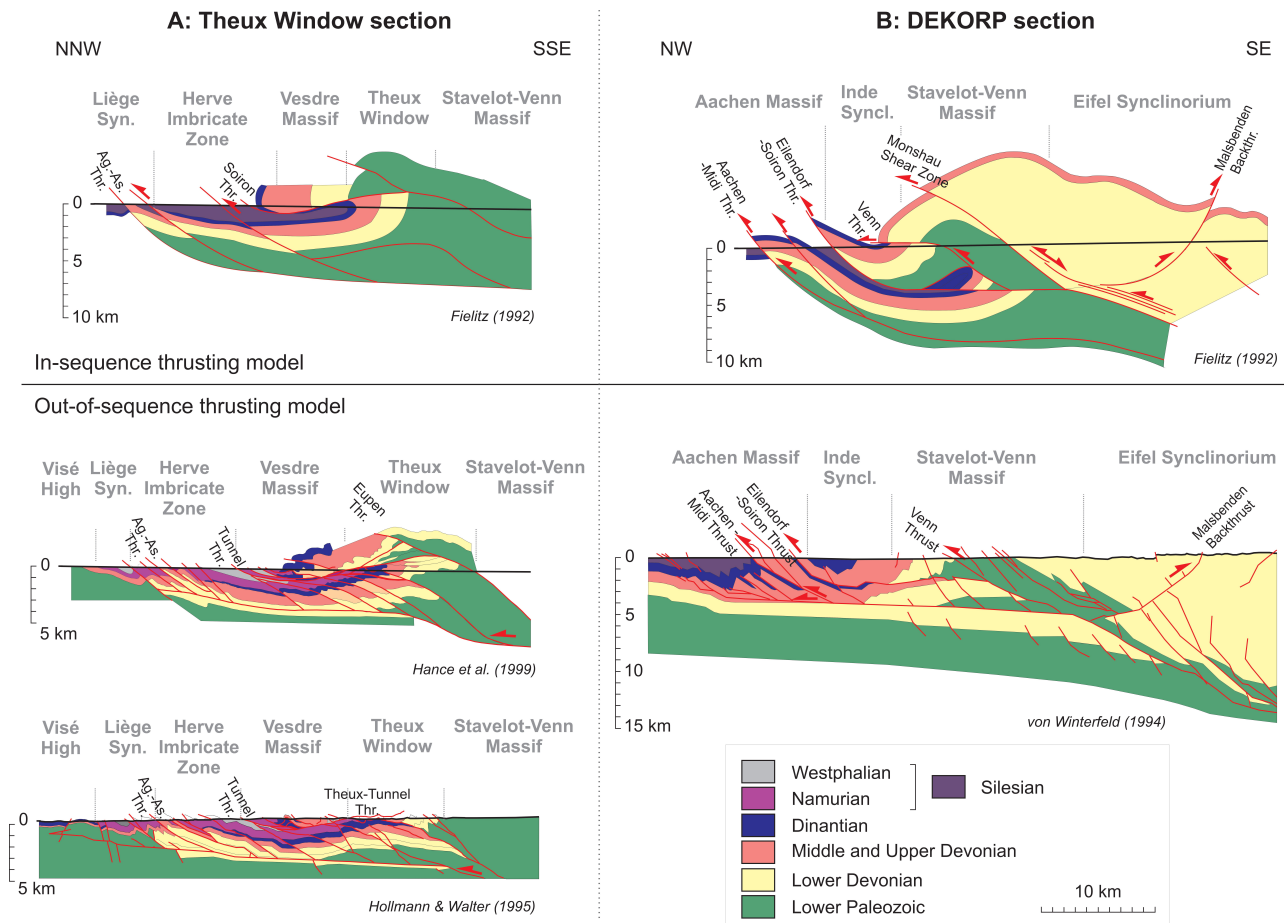 A: Theux Window section
NNW
SSE
Liège
Syn.
Herve
Imbricate
Zone
Vesdre
Massif
Theux
Window
Stavelot-Venn
Massif
Ag.-As.
Thr.
Soiron
Thr.
0
5
10 km
Fielitz (1992)
In-sequence thrusting model
B: DEKORP section
NW
SE
Aachen Massif
Inde
Syncl.
Stavelot-Venn
Massif
Eifel Synclinorium
Aachen
-Midi Thr.
Eilendorf
-Soiron Thr.
Venn
Thr.
Monshau
Shear Zone
Malsbenden
Backthr.
0
5
10 km
Fielitz (1992)
Out-of-sequence thrusting model
Visé
High
Liège
Syn.
Herve
Imbricate
Zone
Vesdre
Massif
Theux
Window
Stavelot-Venn
Massif
Ag.-As.
Thr.
Tunnel
Thr.
Eupen
Thr.
0
5 km
Hance et al. (1999)
Visé
High
Liège
Syn.
Herve
Imbricate
Zone
Vesdre
Massif
Theux
Window
Stavelot-Venn
Massif
Ag.-As.
Thr.
Tunnel
Thr.
Theux-Tunnel
Thr.
0
5 km
Hollmann & Walter (1995)
Aachen Massif
Inde
Syncl.
Stavelot-Venn
Massif
Eifel Synclinorium
Aachen -
Midi Thrust
Eilendorf
-Soiron Thrust
Venn
Thrust
Malsbenden
Backthrust
0
5
10
15 km
von Winterfeld (1994)
Westphalian
Namurian
Silesian
Dinantian
Middle and Upper Devonian
Lower Devonian
Lower Paleozoic
10 km